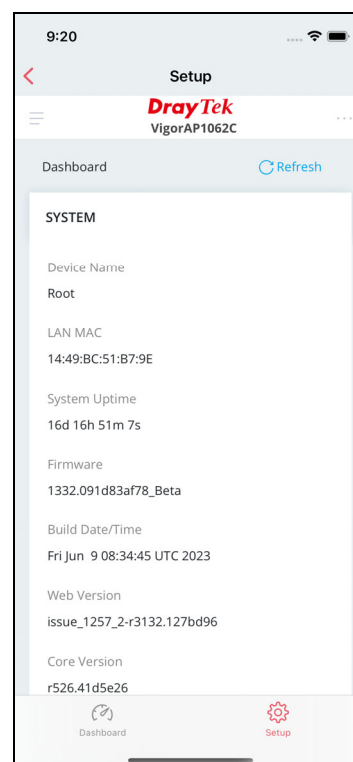 9:20
Setup
DrayTek
VigorAP1062C
Dashboard
Refresh
SYSTEM
Device Name
Root
LAN MAC
14:49:BC:51:B7:9E
System Uptime
16d 16h 51m 7s
Firmware
1332.091d83af78_Beta
Build Date/Time
Fri Jun 9 08:34:45 UTC 2023
Web Version
issue_1257_2-r3132.127bd96
Core Version
r526.41d5e26
Dashboard
Setup